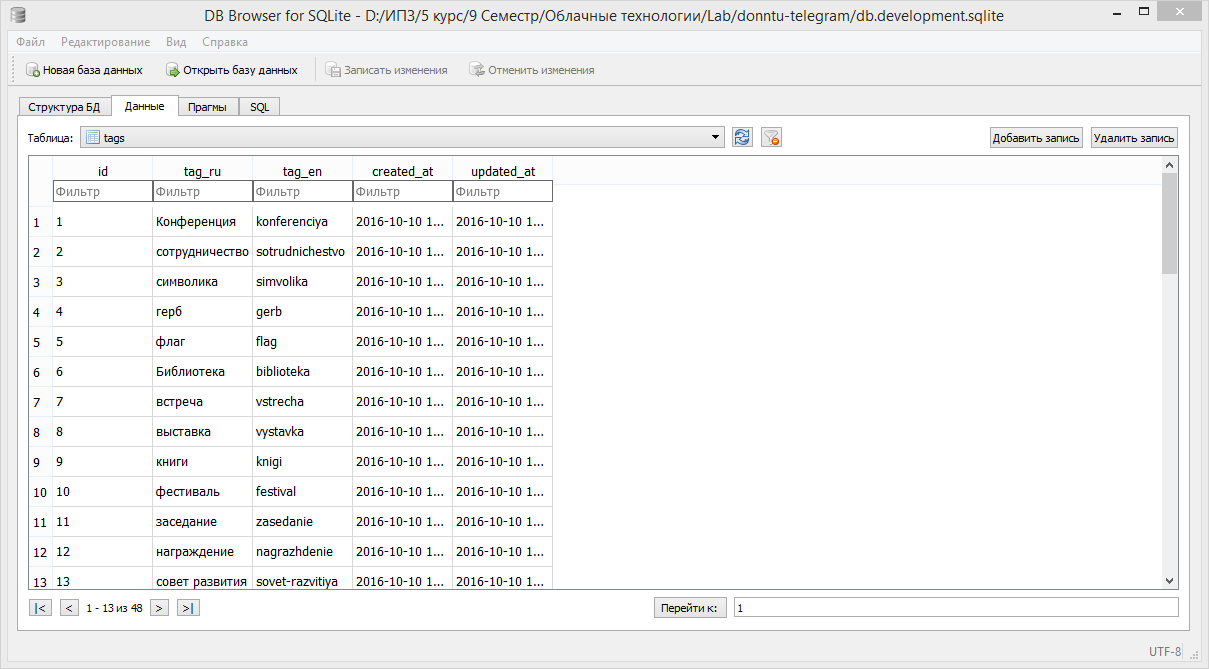 DB Browser for SQLite - D:/ИПЗ/5 курс/9 Семестр/Облачные технологии/Lab/donntu-telegram/db.development.sqlite
Файл Редактирование Вид Справка
Новая база данных Открыть базу данных Записать изменения Отменить изменения
Структура БД Данные Прагмы SQL
Таблица: tags Добавить запись Удалить запись
id tag_ru tag_en created_at updated_at
Фильтр Фильтр Фильтр Фильтр Фильтр
1 1 Конференция konferenciya 2016-10-10 1... 2016-10-10 1...
2 2 сотрудничество sotrudnichestvo 2016-10-10 1... 2016-10-10 1...
3 3 символика simvolika 2016-10-10 1... 2016-10-10 1...
4 4 герб gerb 2016-10-10 1... 2016-10-10 1...
5 5 флаг flag 2016-10-10 1... 2016-10-10 1...
6 6 Библиотека biblioteka 2016-10-10 1... 2016-10-10 1...
7 7 встреча vstrecha 2016-10-10 1... 2016-10-10 1...
8 8 выставка vystavka 2016-10-10 1... 2016-10-10 1...
9 9 книги knigi 2016-10-10 1... 2016-10-10 1...
10 10 фестиваль festival 2016-10-10 1... 2016-10-10 1...
11 11 заседание zasedanie 2016-10-10 1... 2016-10-10 1...
12 12 награждение nagrazhdenie 2016-10-10 1... 2016-10-10 1...
13 13 совет развития sovet-razvitiya 2016-10-10 1... 2016-10-10 1...
|< < 1 - 13 из 48 > >| Перейти к: 1
UTF-8